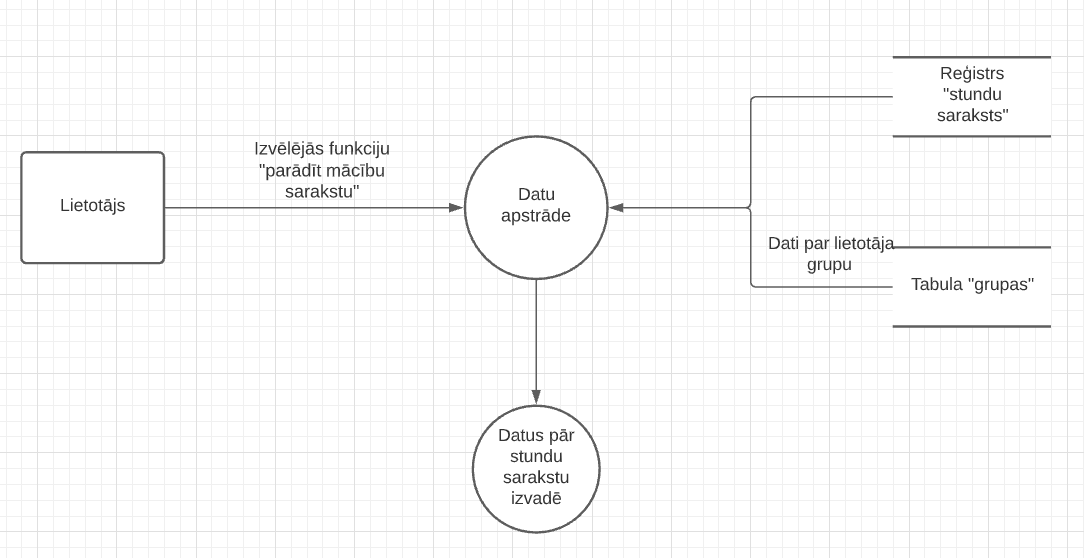 Reģistrs
"stundu
saraksts"
Izvēlējās funkciju
"parādīt mācību
sarakstu"
Lietotājs
Datu
apstrāde
Dati par lietotāja
grupu
Tabula "grupas"
Datus pār
stundu
sarakstu
izvadē